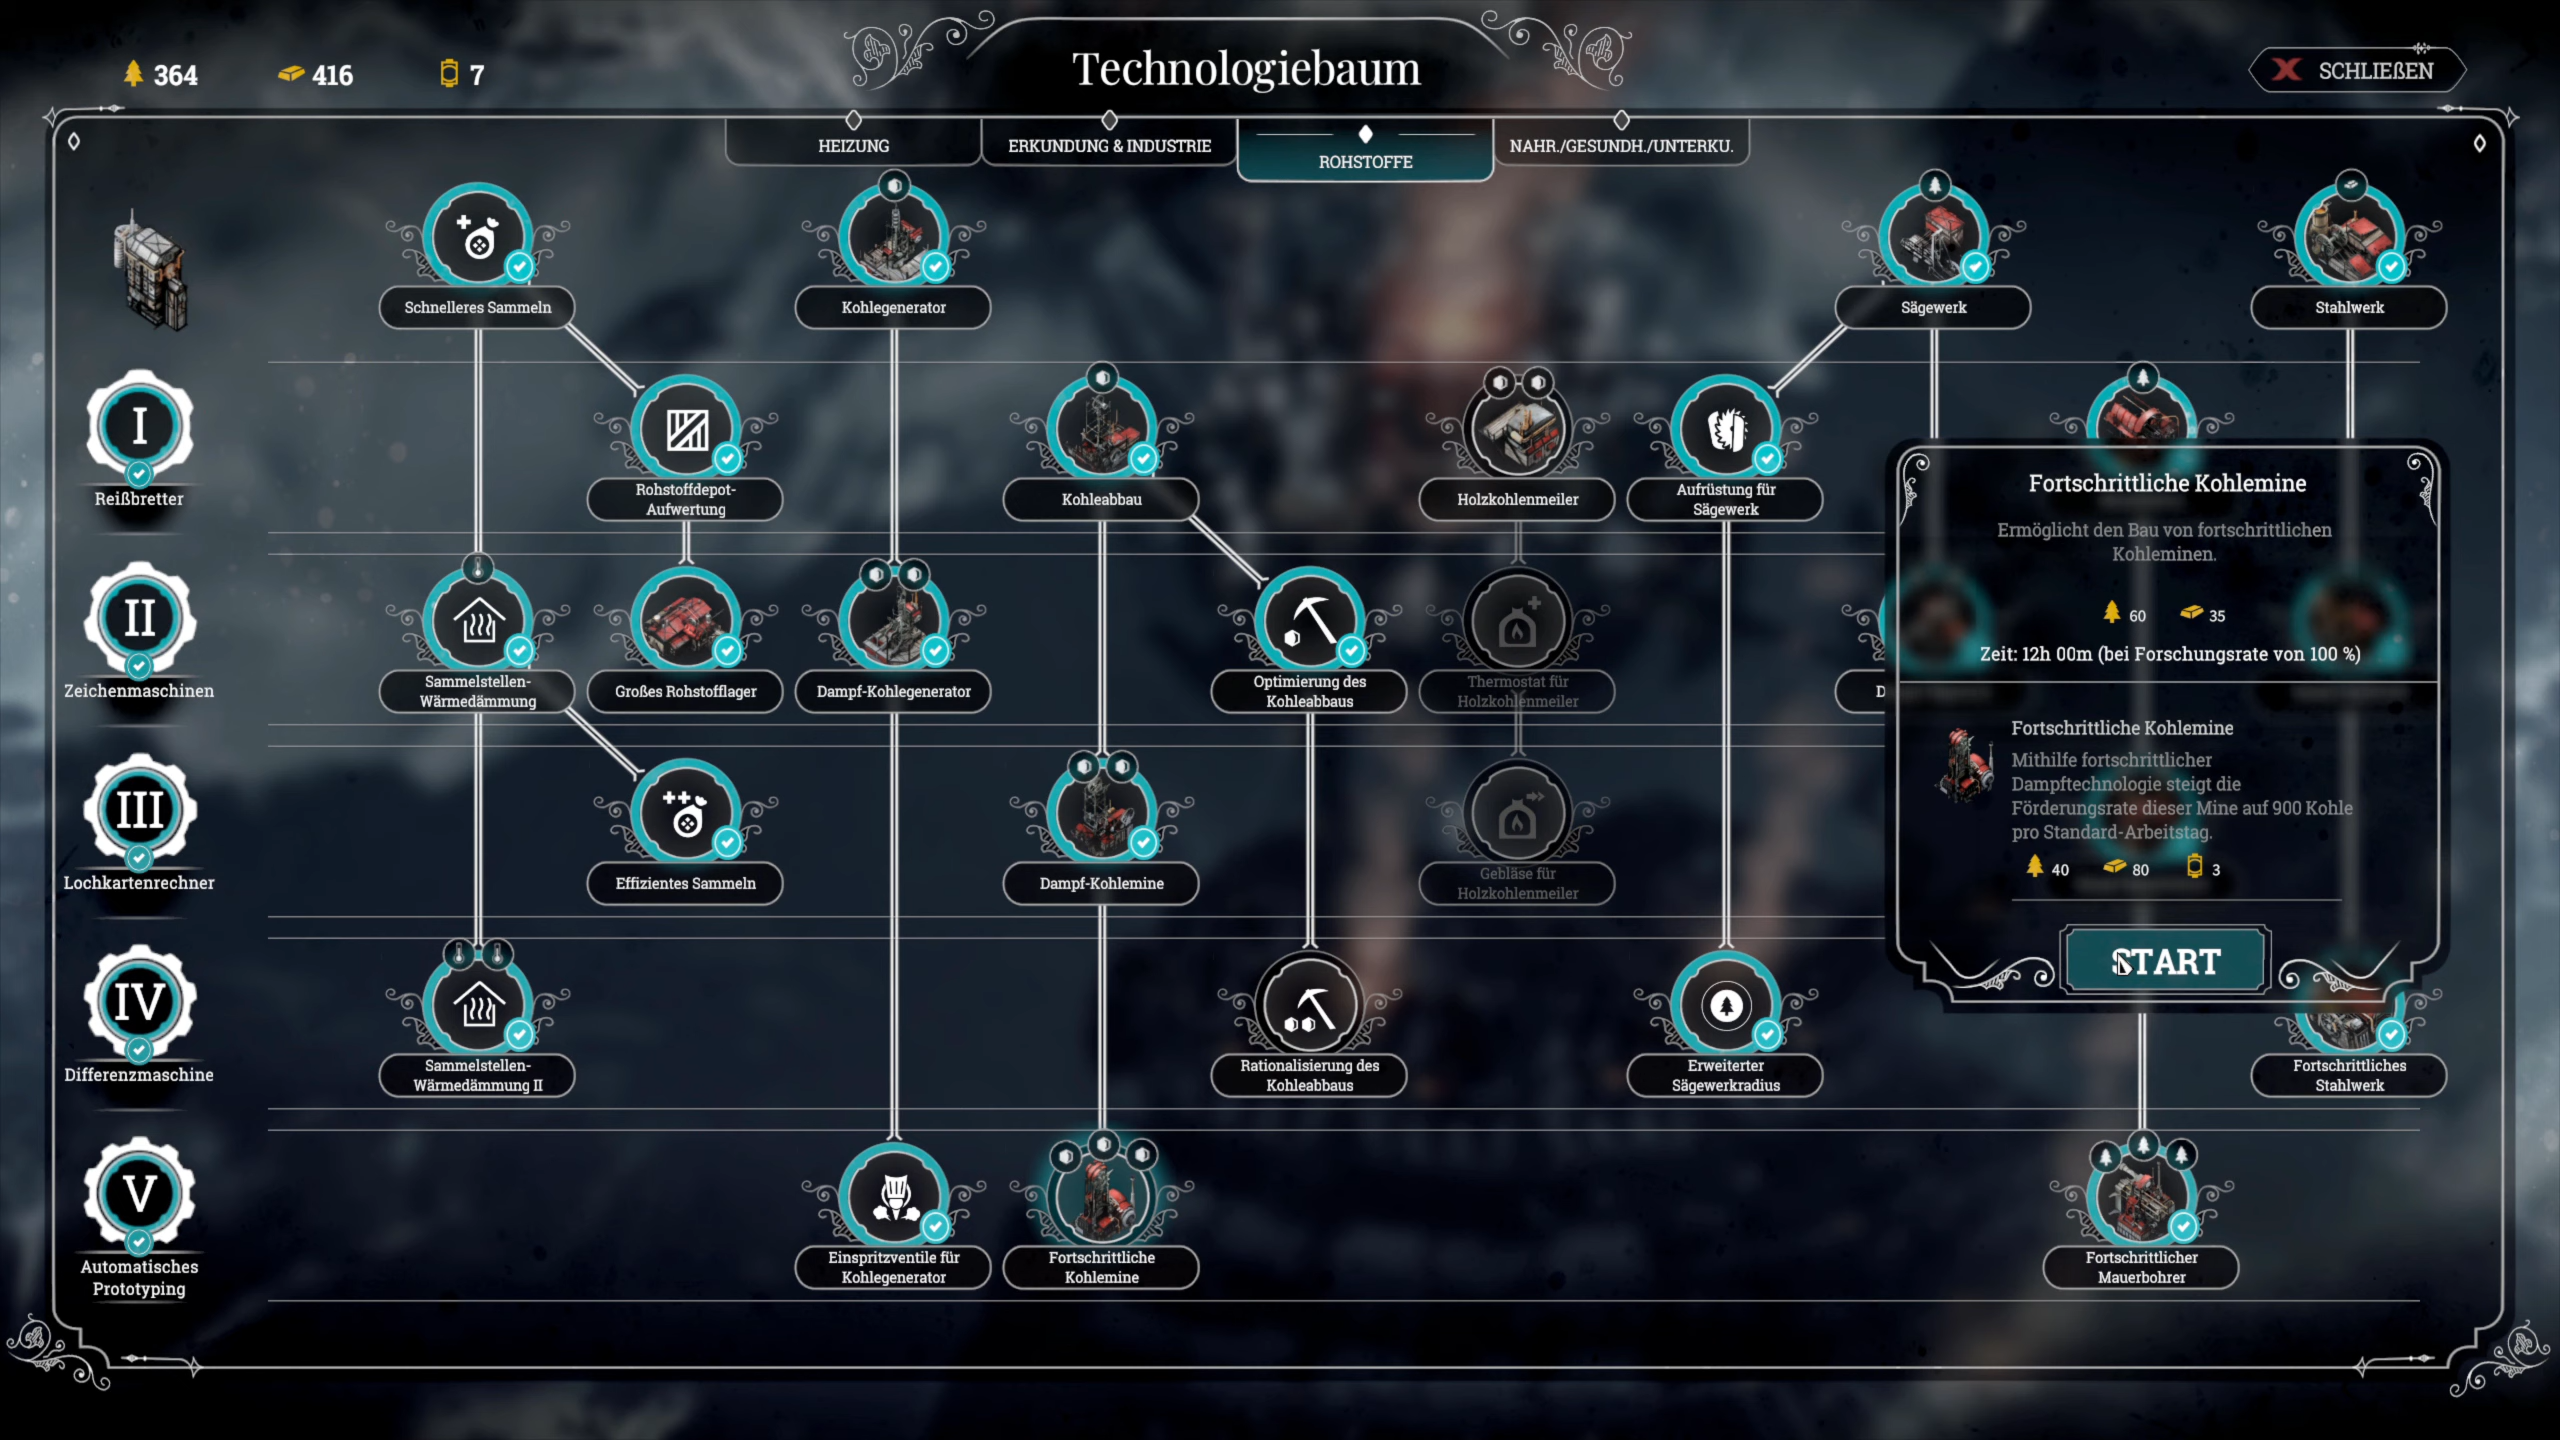 364
416
7
Technologiebaum
SCHLIEẞEN
HEIZUNG
ERKUNDUNG & INDUSTRIE
ROHSTOFFE
NAHR./GESUNDH./UNTERKU.
Schnelleres Sammeln
Kohlegenerator
Sägewerk
Stahlwerk
I
Reißbretter
Rohstoffdepot-
Aufwertung
Kohleabbau
Holzkohlenmeiler
Aufrüstung für
Sägewerk
II
Zeichenmaschinen
Sammelstellen-
Wärmedämmung
Großes Rohstofflager
Dampf-Kohlegenerator
Optimierung des
Kohleabbaus
Thermostat für
Holzkohlenmeiler
III
Lochkartenrechner
Effizientes Sammeln
Dampf-Kohlemine
Gebläse für
Holzkohlenmeiler
IV
Differenzmaschine
Sammelstellen-
Wärmedämmung II
Rationalisierung des
Kohleabbaus
Erweiterter
Sägewerkradius
Fortschrittliches
Stahlwerk
V
Automatisches
Prototyping
Einspritzventile für
Kohlegenerator
Fortschrittliche
Kohlemine
Fortschrittlicher
Mauerbohrer
Fortschrittliche Kohlemine
Ermöglicht den Bau von fortschrittlichen
Kohleminen.
60
35
Zeit: 12h 00m (bei Forschungsrate von 100 %)
Fortschrittliche Kohlemine
Mithilfe fortschrittlicher
Dampftechnologie steigt die
Förderungsrate dieser Mine auf 900 Kohle
pro Standard-Arbeitstag.
40
80
3
START